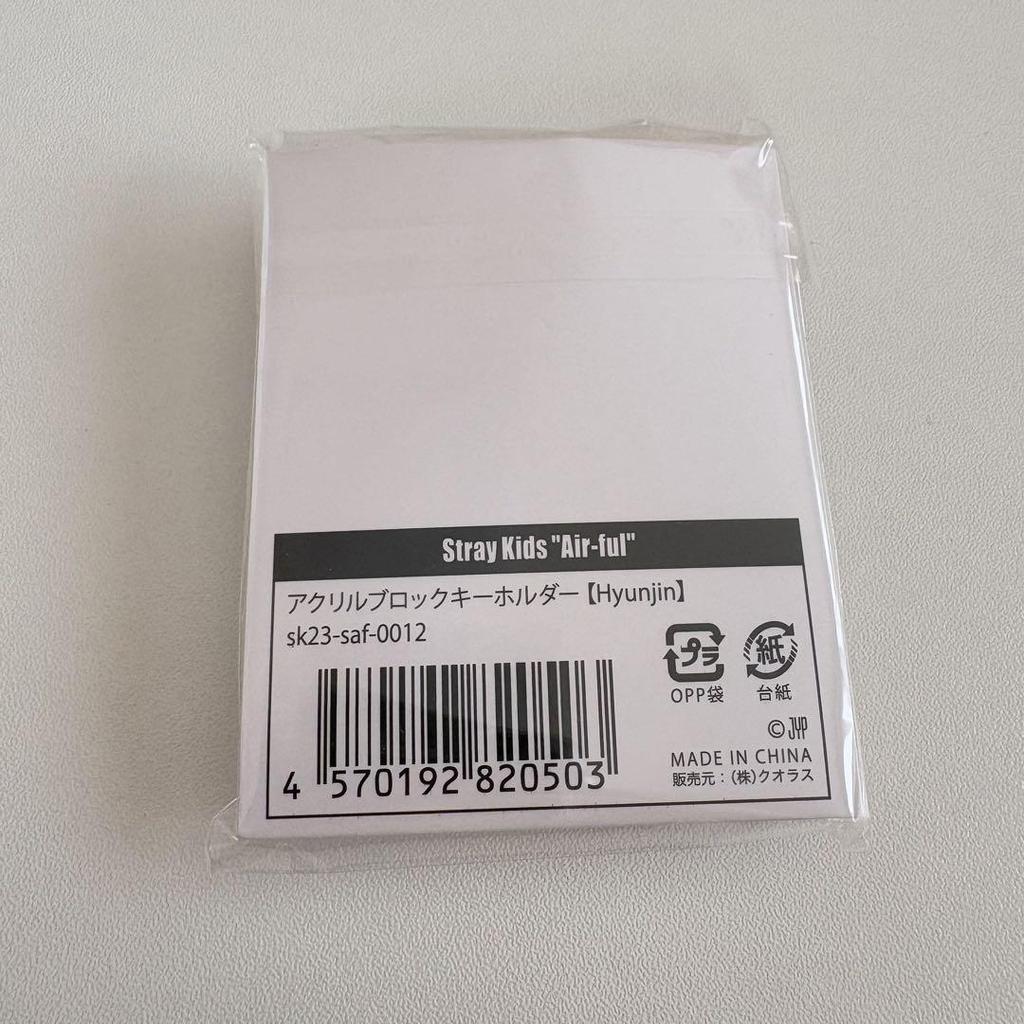 Stray Kids "Air-ful"
アクリルブロックキーホルダー【Hyunjin】
sk23-saf-0012
プラ
紙
OPP袋
台紙
©JYP
MADE IN CHINA
販売元：（株）クオラス
4 570192 820503